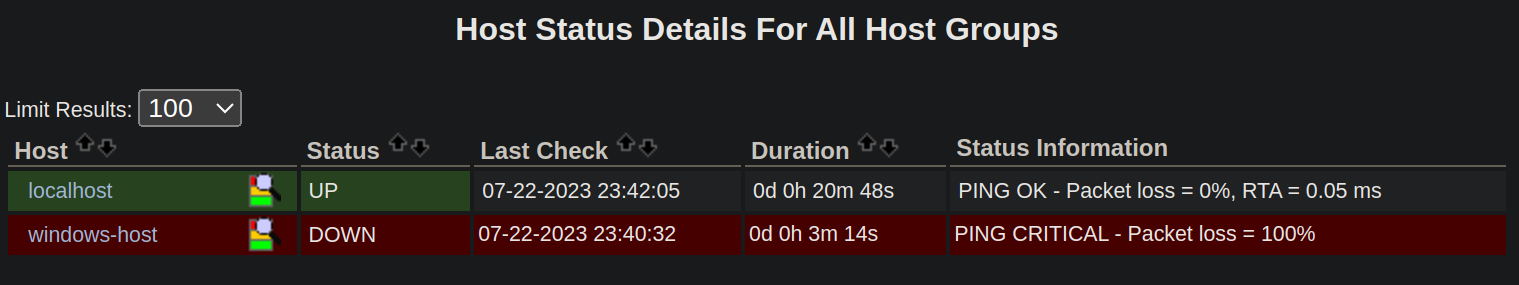 Host Status Details For All Host Groups
Limit Results: 100
Host Status Last Check Duration Status Information
localhost UP 07-22-2023 23:42:05 0d 0h 20m 48s PING OK - Packet loss = 0%, RTA = 0.05 ms
windows-host DOWN 07-22-2023 23:40:32 0d 0h 3m 14s PING CRITICAL - Packet loss = 100%